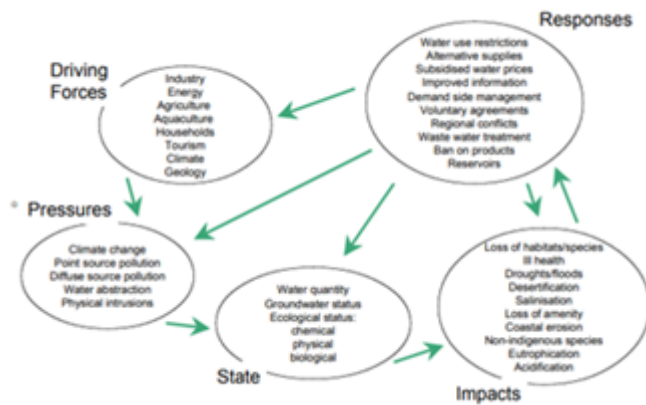 Responses
Water use restrictions
Alternative supplies
Subsidised water prices
Improved information
Demand side management
Voluntary agreements
Regional conflicts
Waste water treatment
Ban on products
Reservoirs
Driving
Forces
Industry
Energy
Agriculture
Aquaculture
Households
Tourism
Climate
Geology
Pressures
Climate change
Point source pollution
Diffuse source pollution
Water abstraction
Physical intrusions
Water quantity
Groundwater status
Ecological status:
chemical
physical
biological
State
Loss of habitats/species
Ill health
Droughts/floods
Desertification
Salinisation
Loss of amenity
Coastal erosion
Non-indigenous species
Eutrophication
Acidification
Impacts